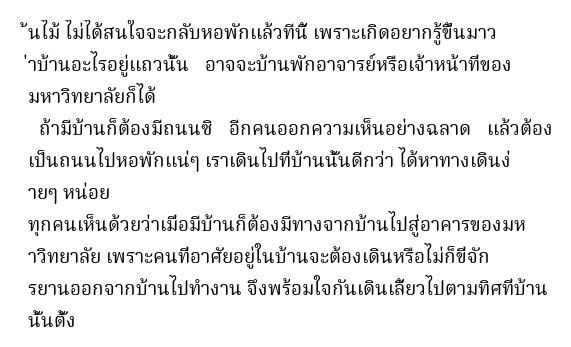 ้นไม้ ไม่ได้สนใจจะกลับหอพักแล้วทีนี้ เพราะเกิดอยากรู้ขึ้นมาว
่าบ้านอะไรอยู่แถวนั้น อาจจะบ้านพักอาจารย์หรือเจ้าหน้าที่ของ
มหาวิทยาลัยก็ได้
ถ้ามีบ้านก็ต้องมีถนนซิ อีกคนออกความเห็นอย่างฉลาด แล้วต้อง
เป็นถนนไปหอพักแน่ๆ เราเดินไปที่บ้านนั้นดีกว่า ได้หาทางเดินง่
ายๆ หน่อย
ทุกคนเห็นด้วยว่าเมื่อมีบ้านก็ต้องมีทางจากบ้านไปสู่อาคารของมห
าวิทยาลัย เพราะคนที่อาศัยอยู่ในบ้านจะต้องเดินหรือไม่ก็ขี่จัก
รยานออกจากบ้านไปทำงาน จึงพร้อมใจกันเดินเลี้ยวไปตามทิศที่บ้าน
นั้นตั้ง